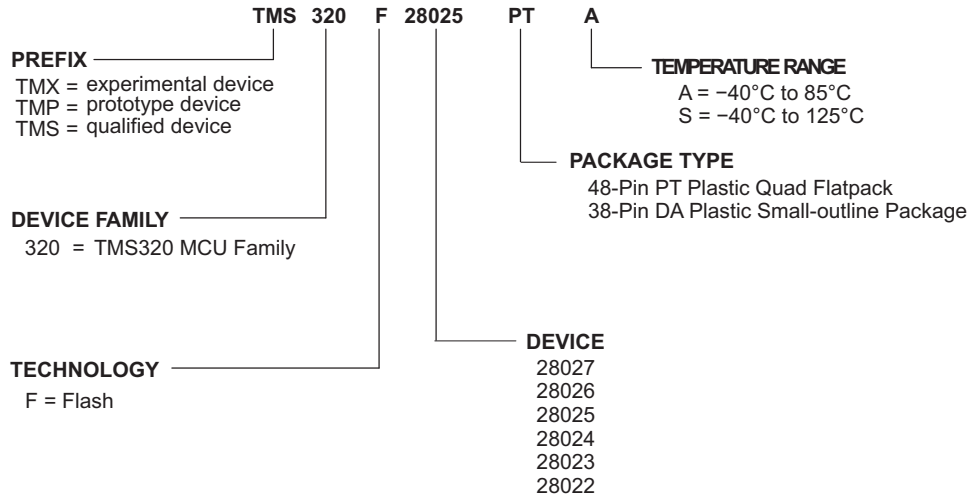 TMS 320 F 28025 PT A
PREFIX
TMX = experimental device
TMP = prototype device
TMS = qualified device
TEMPERATURE RANGE
A = −40°C to 85°C
S = −40°C to 125°C
PACKAGE TYPE
48-Pin PT Plastic Quad Flatpack
38-Pin DA Plastic Small-outline Package
DEVICE FAMILY
320 = TMS320 MCU Family
DEVICE
28027
28026
28025
28024
28023
28022
TECHNOLOGY
F = Flash